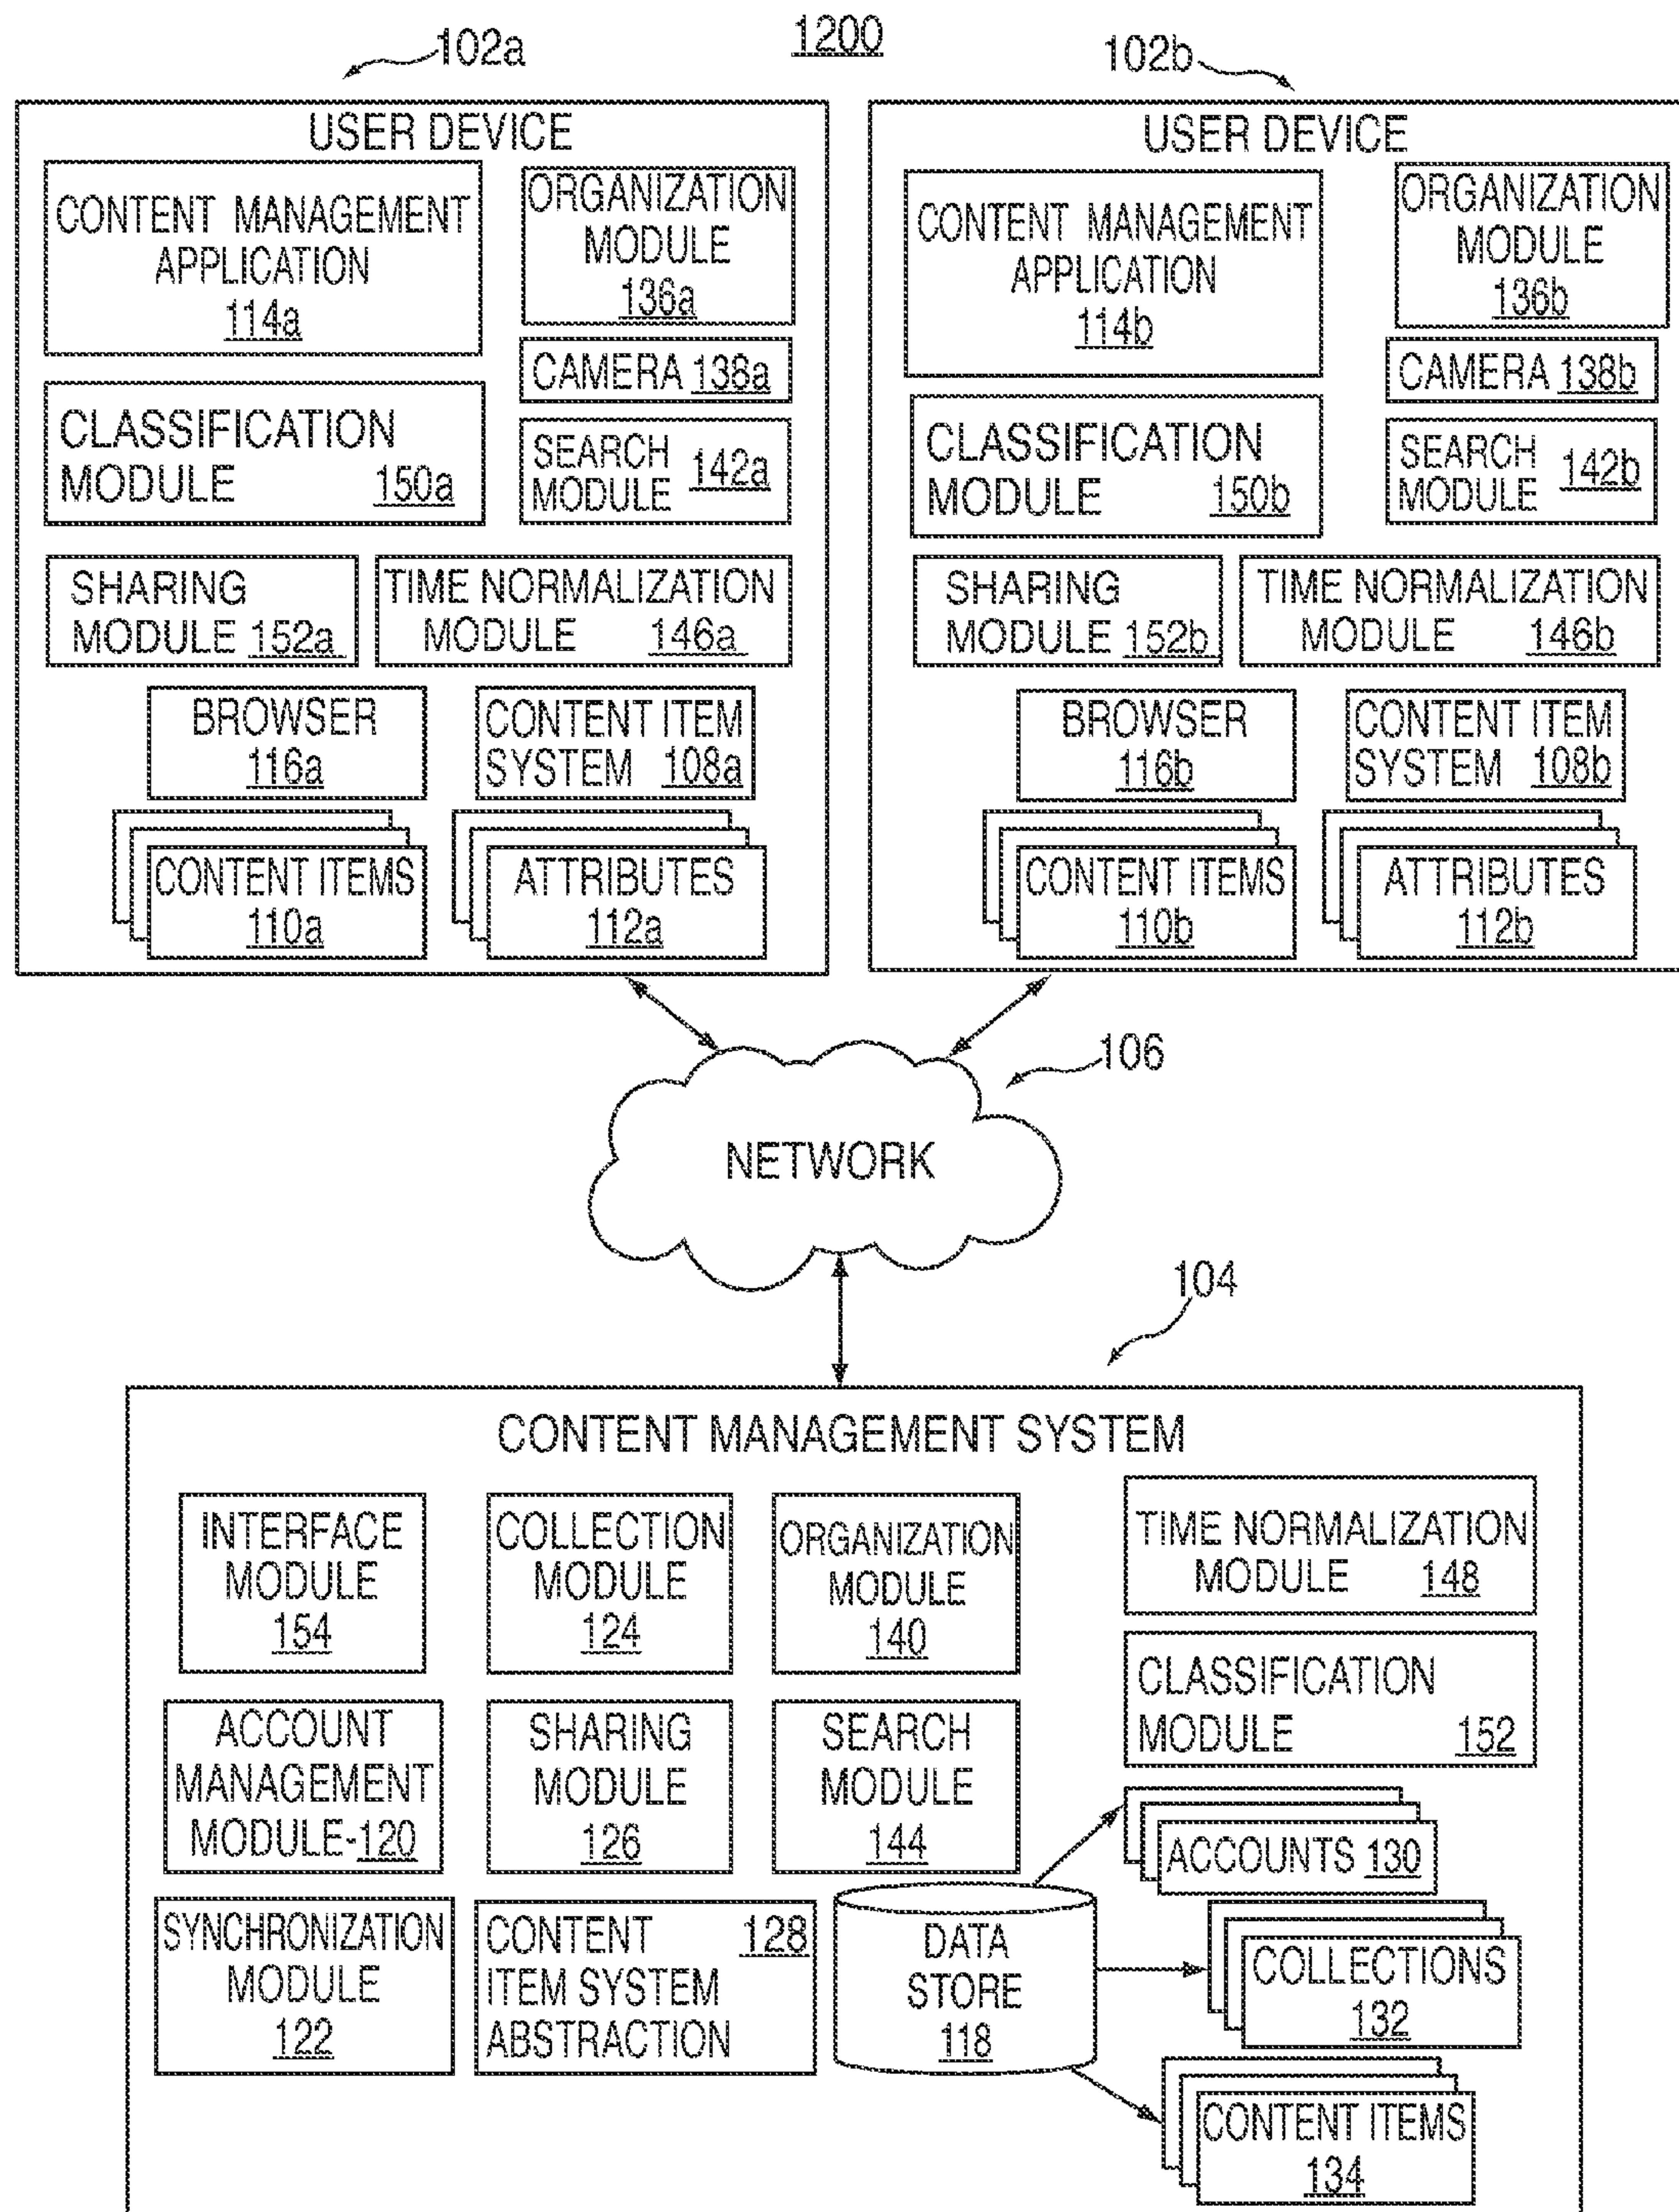 1200
102a
102b
USER DEVICE
CONTENT MANAGEMENT
APPLICATION
114a
ORGANIZATION
MODULE
136a
CAMERA 138a
CLASSIFICATION
MODULE 150a
SEARCH
MODULE 142a
SHARING
MODULE 152a
TIME NORMALIZATION
MODULE 146a
BROWSER
116a
CONTENT ITEM
SYSTEM 108a
CONTENT ITEMS
110a
ATTRIBUTES
112a
USER DEVICE
CONTENT MANAGEMENT
APPLICATION
114b
ORGANIZATION
MODULE
136b
CAMERA 138b
CLASSIFICATION
MODULE 150b
SEARCH
MODULE 142b
SHARING
MODULE 152b
TIME NORMALIZATION
MODULE 146b
BROWSER
116b
CONTENT ITEM
SYSTEM 108b
CONTENT ITEMS
110b
ATTRIBUTES
112b
106
NETWORK
104
CONTENT MANAGEMENT SYSTEM
INTERFACE
MODULE
154
COLLECTION
MODULE
124
ORGANIZATION
MODULE
140
TIME NORMALIZATION
MODULE 148
ACCOUNT
MANAGEMENT
MODULE-120
SHARING
MODULE
126
SEARCH
MODULE
144
CLASSIFICATION
MODULE 152
SYNCHRONIZATION
MODULE
122
CONTENT 128
ITEM SYSTEM
ABSTRACTION
DATA
STORE
118
ACCOUNTS 130
COLLECTIONS
132
CONTENT ITEMS
134